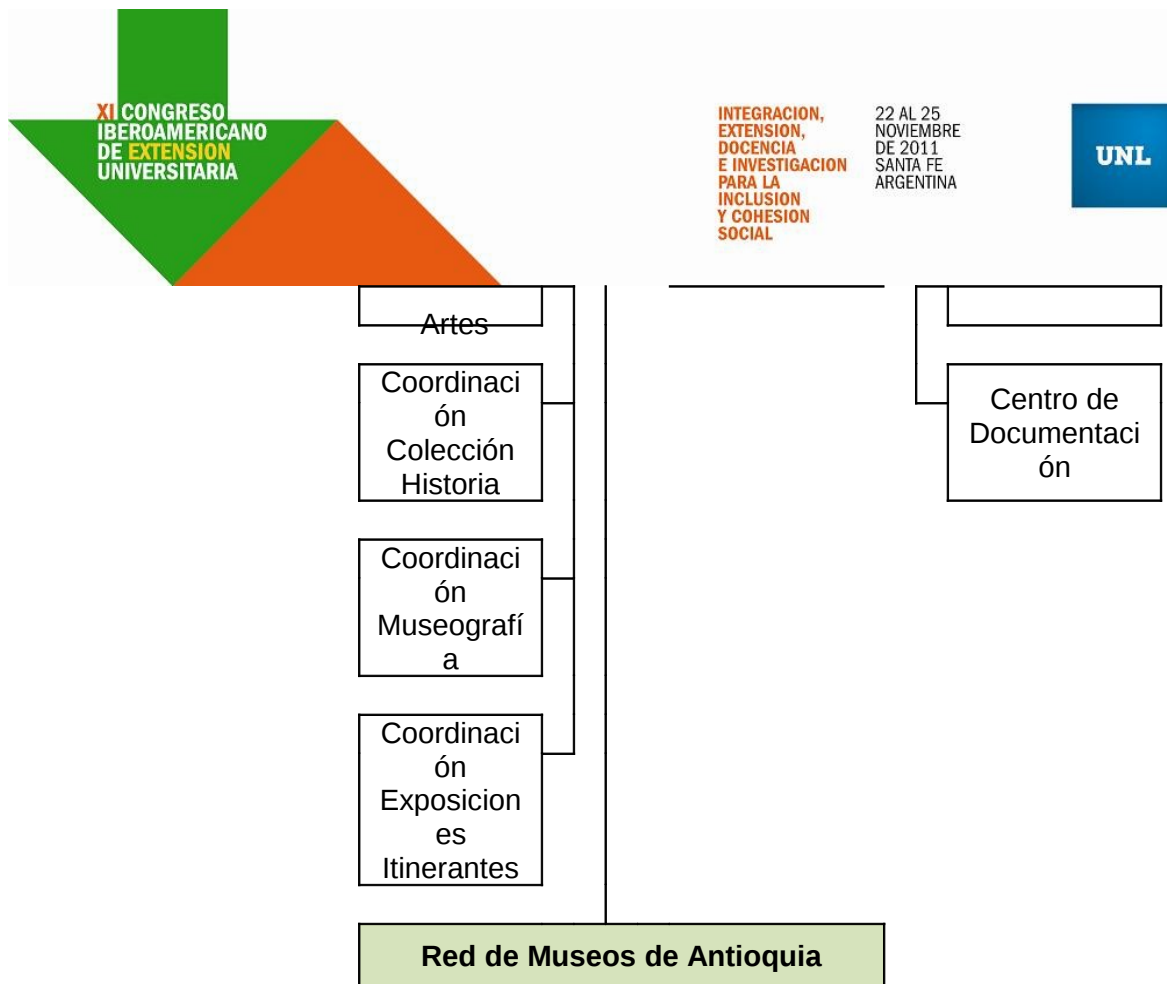 XI CONGRESO
IBEROAMERICANO
DE EXTENSION
UNIVERSITARIA
INTEGRACION,
EXTENSION,
DOCENCIA
E INVESTIGACION
PARA LA
INCLUSION
Y COHESION
SOCIAL
22 AL 25
NOVIEMBRE
DE 2011
SANTA FE
ARGENTINA
UNL
Artes
Coordinaci
ón
Colección
Historia
Centro de
Documentaci
ón
Coordinaci
ón
Museografí
a
Coordinaci
ón
Exposicion
es
Itinerantes
Red de Museos de Antioquia